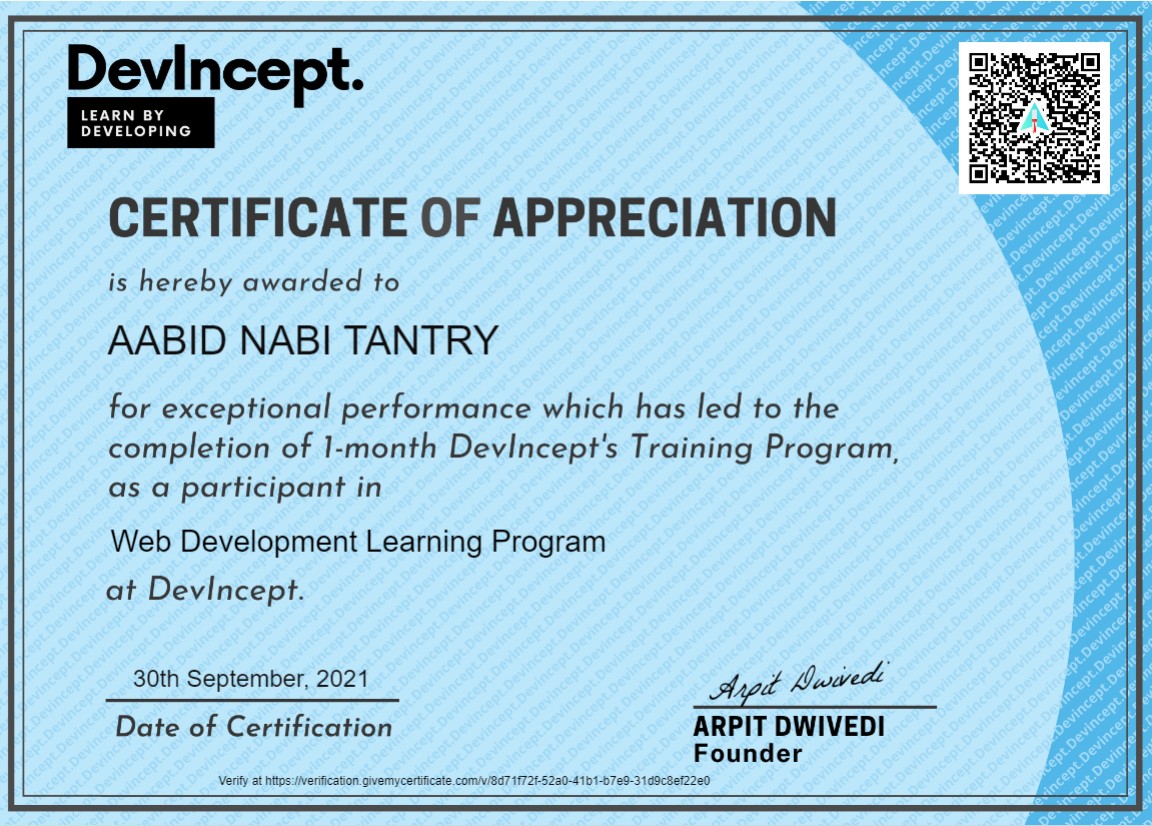 DevIncept.
LEARN BY
DEVELOPING
CERTIFICATE OF APPRECIATION
is hereby awarded to
AABID NABI TANTRY
for exceptional performance which has led to the
completion of 1-month DevIncept's Training Program,
as a participant in
Web Development Learning Program
at DevIncept.
30th September, 2021
Date of Certification
Arpit Dwivedi
ARPIT DWIVEDI
Founder
Verify at https://verification.givemycertificate.com/v/8d71f72f-52a0-41b1-b7e9-31d9c8ef22e0